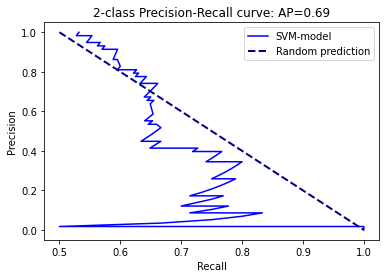 2-class Precision-Recall curve: AP=0.69
SVM-model
Random prediction
1.0
0.8
0.6
0.4
0.2
0.0
Precision
0.5
0.6
0.7
0.8
0.9
1.0
Recall